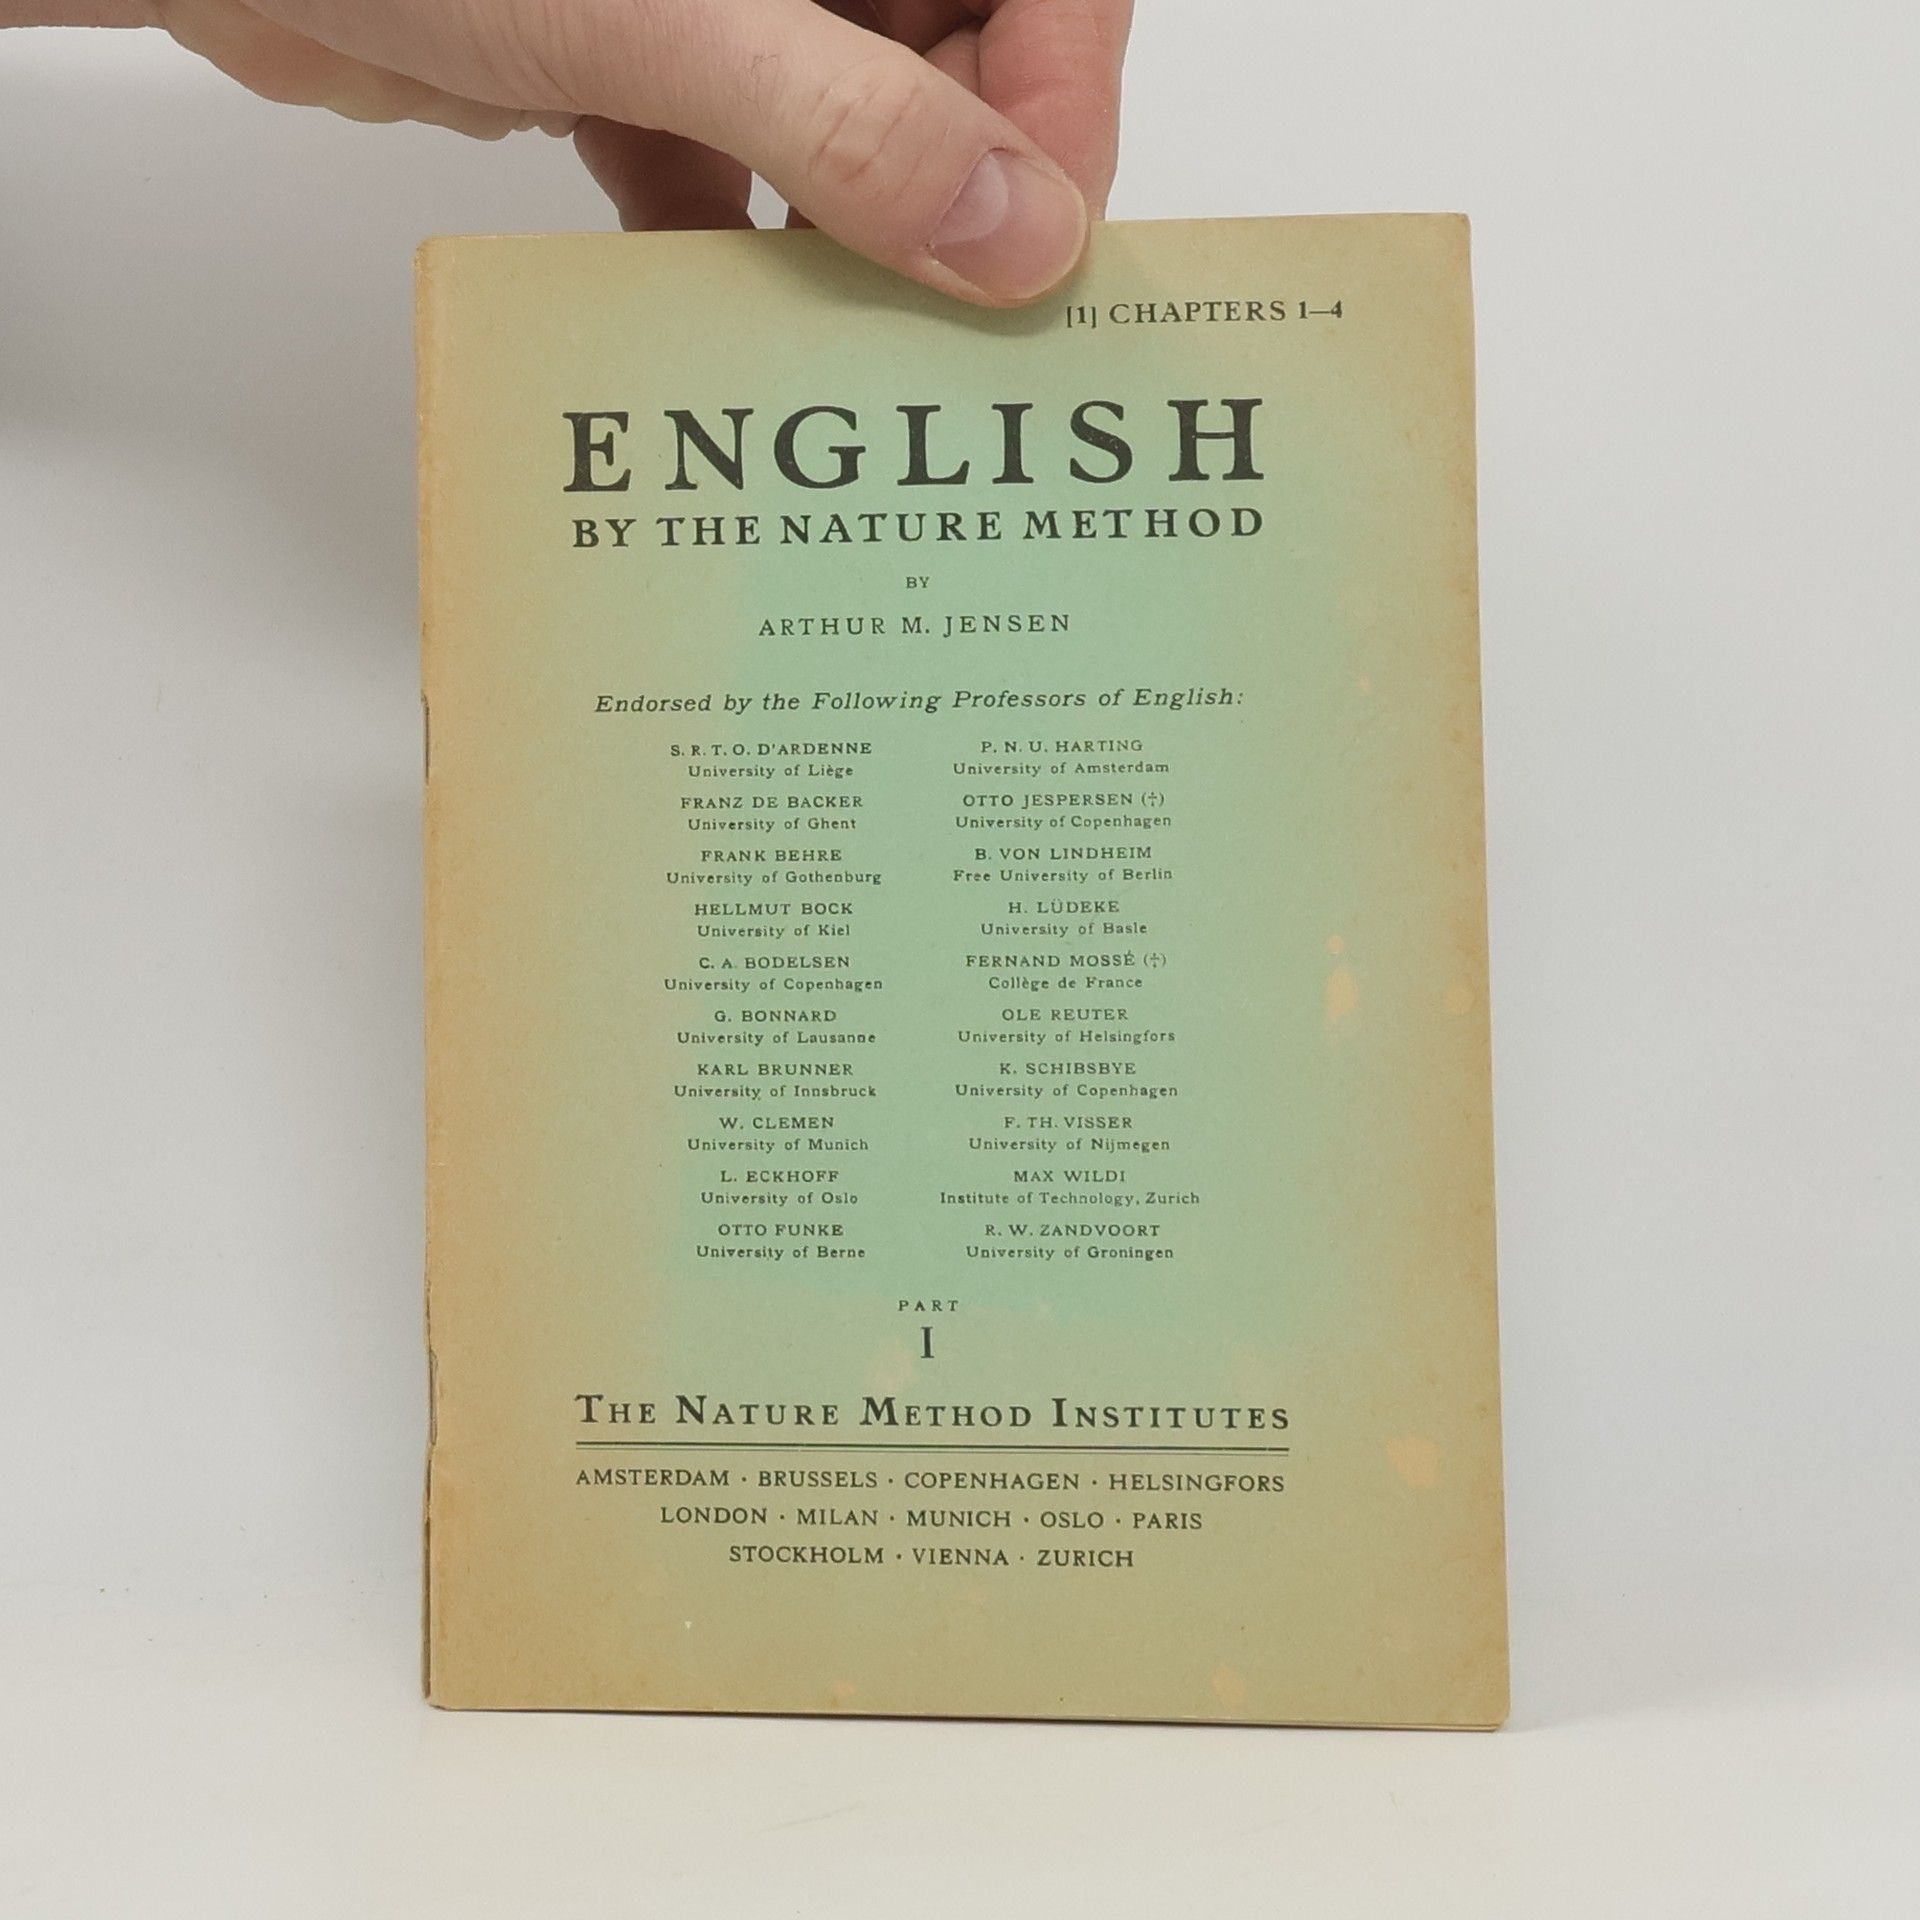 [1] CHAPTERS 1—4
ENGLISH
BY THE NATURE METHOD
BY
ARTHUR M. JENSEN
Endorsed by the Following Professors of English:
S. R. T. O. D'ARDENNE
University of Liège
FRANZ DE BACKER
University of Ghent
FRANK BEHRE
University of Gothenburg
HELLMUT BOCK
University of Kiel
C. A. BODELSEN
University of Copenhagen
G. BONNARD
University of Lausanne
KARL BRUNNER
University of Innsbruck
W. CLEMEN
University of Munich
L. ECKHOFF
University of Oslo
OTTO FUNKE
University of Berne
P. N. U. HARTING
University of Amsterdam
OTTO JESPERSEN (†)
University of Copenhagen
B. VON LINDHEIM
Free University of Berlin
H. LÜDEKE
University of Basle
FERNAND MOSSÉ (†)
Collège de France
OLE REUTER
University of Helsingfors
K. SCHIBSBYE
University of Copenhagen
F. TH. VISSER
University of Nijmegen
MAX WILDI
Institute of Technology, Zurich
R. W. ZANDVOORT
University of Groningen
PART
I
THE NATURE METHOD INSTITUTES
AMSTERDAM · BRUSSELS · COPENHAGEN · HELSINGFORS
LONDON · MILAN · MUNICH · OSLO · PARIS
STOCKHOLM · VIENNA · ZURICH